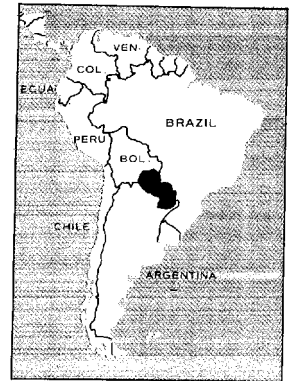 VEN.
COL.
ECUA
BRAZIL
PERU
BOL.
CHILE
ARGENTINA